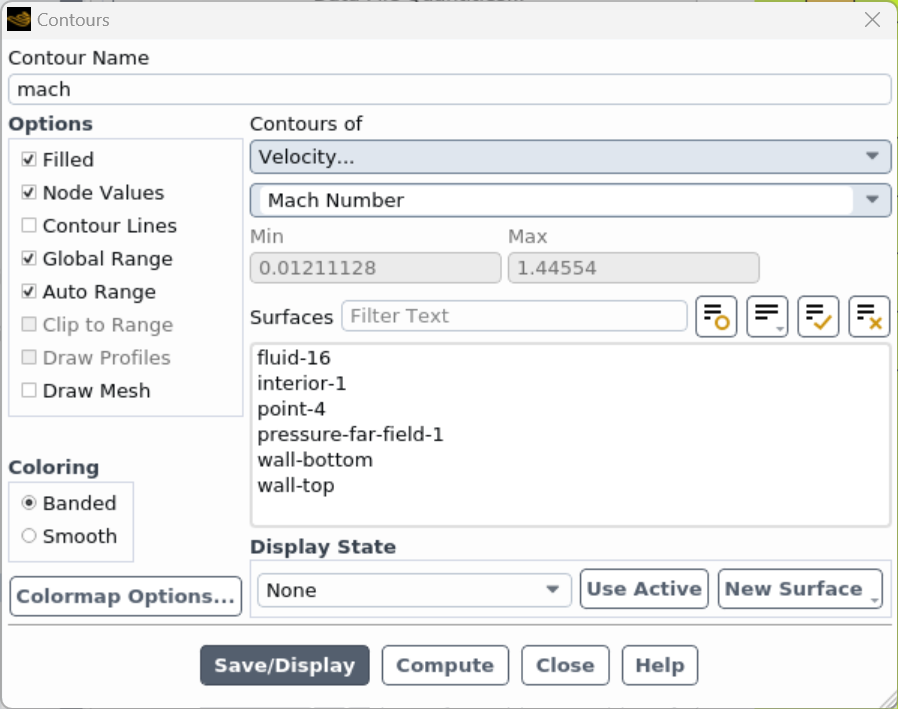 Contours
Contour Name
mach
Options
Filled
Node Values
Contour Lines
Global Range
Auto Range
Clip to Range
Draw Profiles
Draw Mesh
Coloring
Banded
Smooth
Colormap Options...
Contours of
Velocity...
Mach Number
Min Max
0.01211128 1.44554
Surfaces Filter Text
fluid-16
interior-1
point-4
pressure-far-field-1
wall-bottom
wall-top
Display State
None Use Active New Surface
Save/Display Compute Close Help